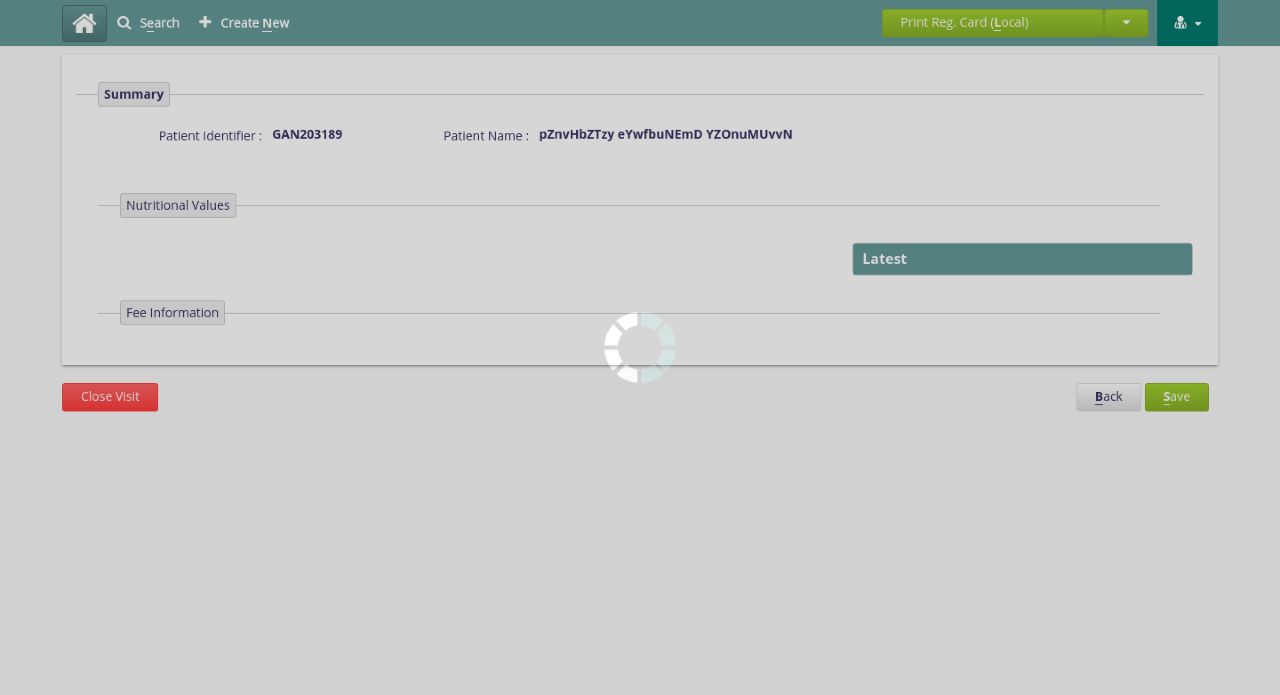 Search
Create New
Print Reg. Card (Local)
Summary
Patient Identifier : GAN203189 Patient Name : pZnvHbZTzy eYwfbuNEmD YZOnuMUvvN
Nutritional Values
Latest
Fee Information
Close Visit
Back
Save